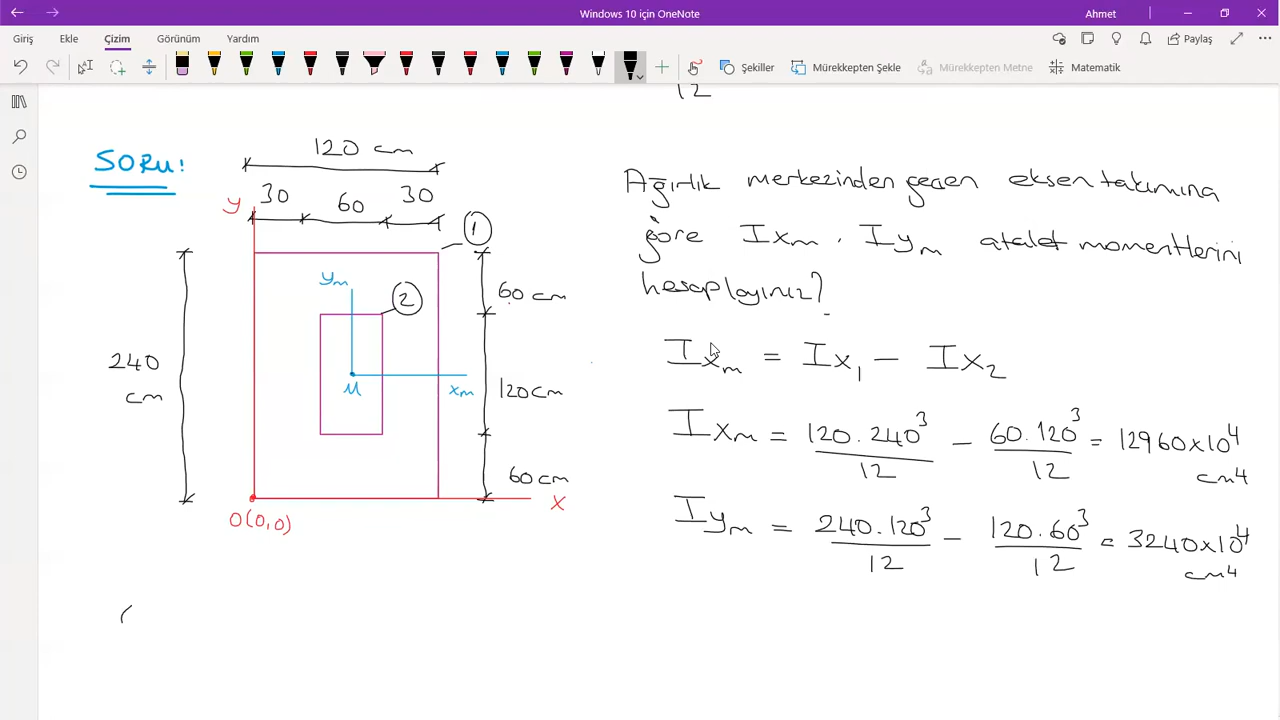 Windows 10 için OneNote
Ahmet
Giriş Ekle Çizim Görünüm Yardım
Paylaş
Şekiller
Mürekkepten Şekle
Mürekkepten Metne
Matematik
12
SORU:
120 cm
30 60 30
y
1
2
ym
xm
M
240
cm
60 cm
120cm
60cm
x
O(0,0)
Ağırlık merkezinden geçen eksen takımına
göre Ixm, Iym atalet momentlerini
hesaplayınız?
Ixm = Ix1 - Ix2
Ixm = 120.240³/12 - 60.120³/12 = 12960x10⁴ cm4
Iym = 240.120³/12 - 120.60³/12 = 3240x10⁴ cm4